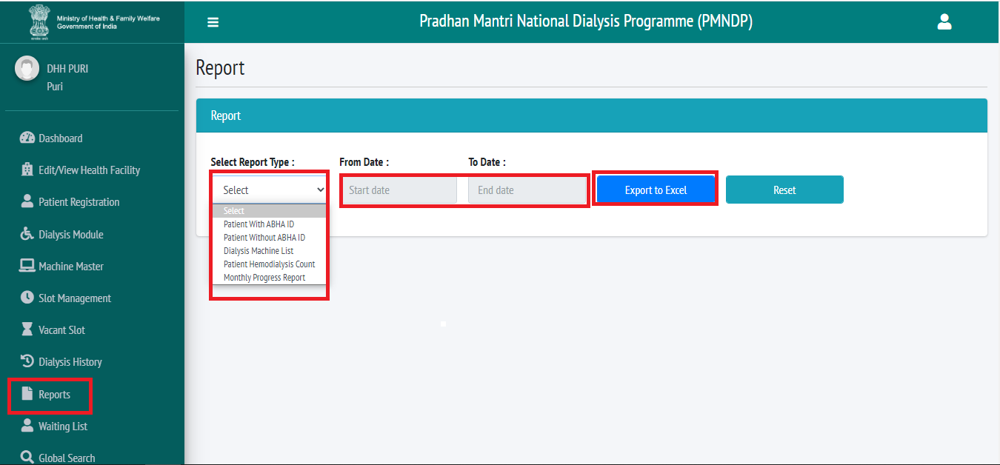 Ministry of Health & Family Welfare
Government of India
Pradhan Mantri National Dialysis Programme (PMNDP)
DHH PURI
Puri
Dashboard
Edit/View Health Facility
Patient Registration
Dialysis Module
Machine Master
Slot Management
Vacant Slot
Dialysis History
Reports
Waiting List
Global Search
Report
Report
Select Report Type :
From Date :
To Date :
Select
Start date
End date
Export to Excel
Reset
Select
Patient With ABHA ID
Patient Without ABHA ID
Dialysis Machine List
Patient Hemodialysis Count
Monthly Progress Report